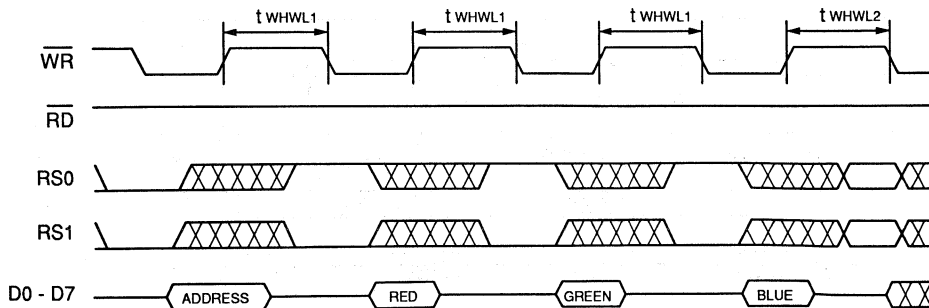 t WHWL1 t WHWL1 t WHWL1 t WHWL2
WR
RD
RS0
RS1
D0 - D7 ADDRESS RED GREEN BLUE